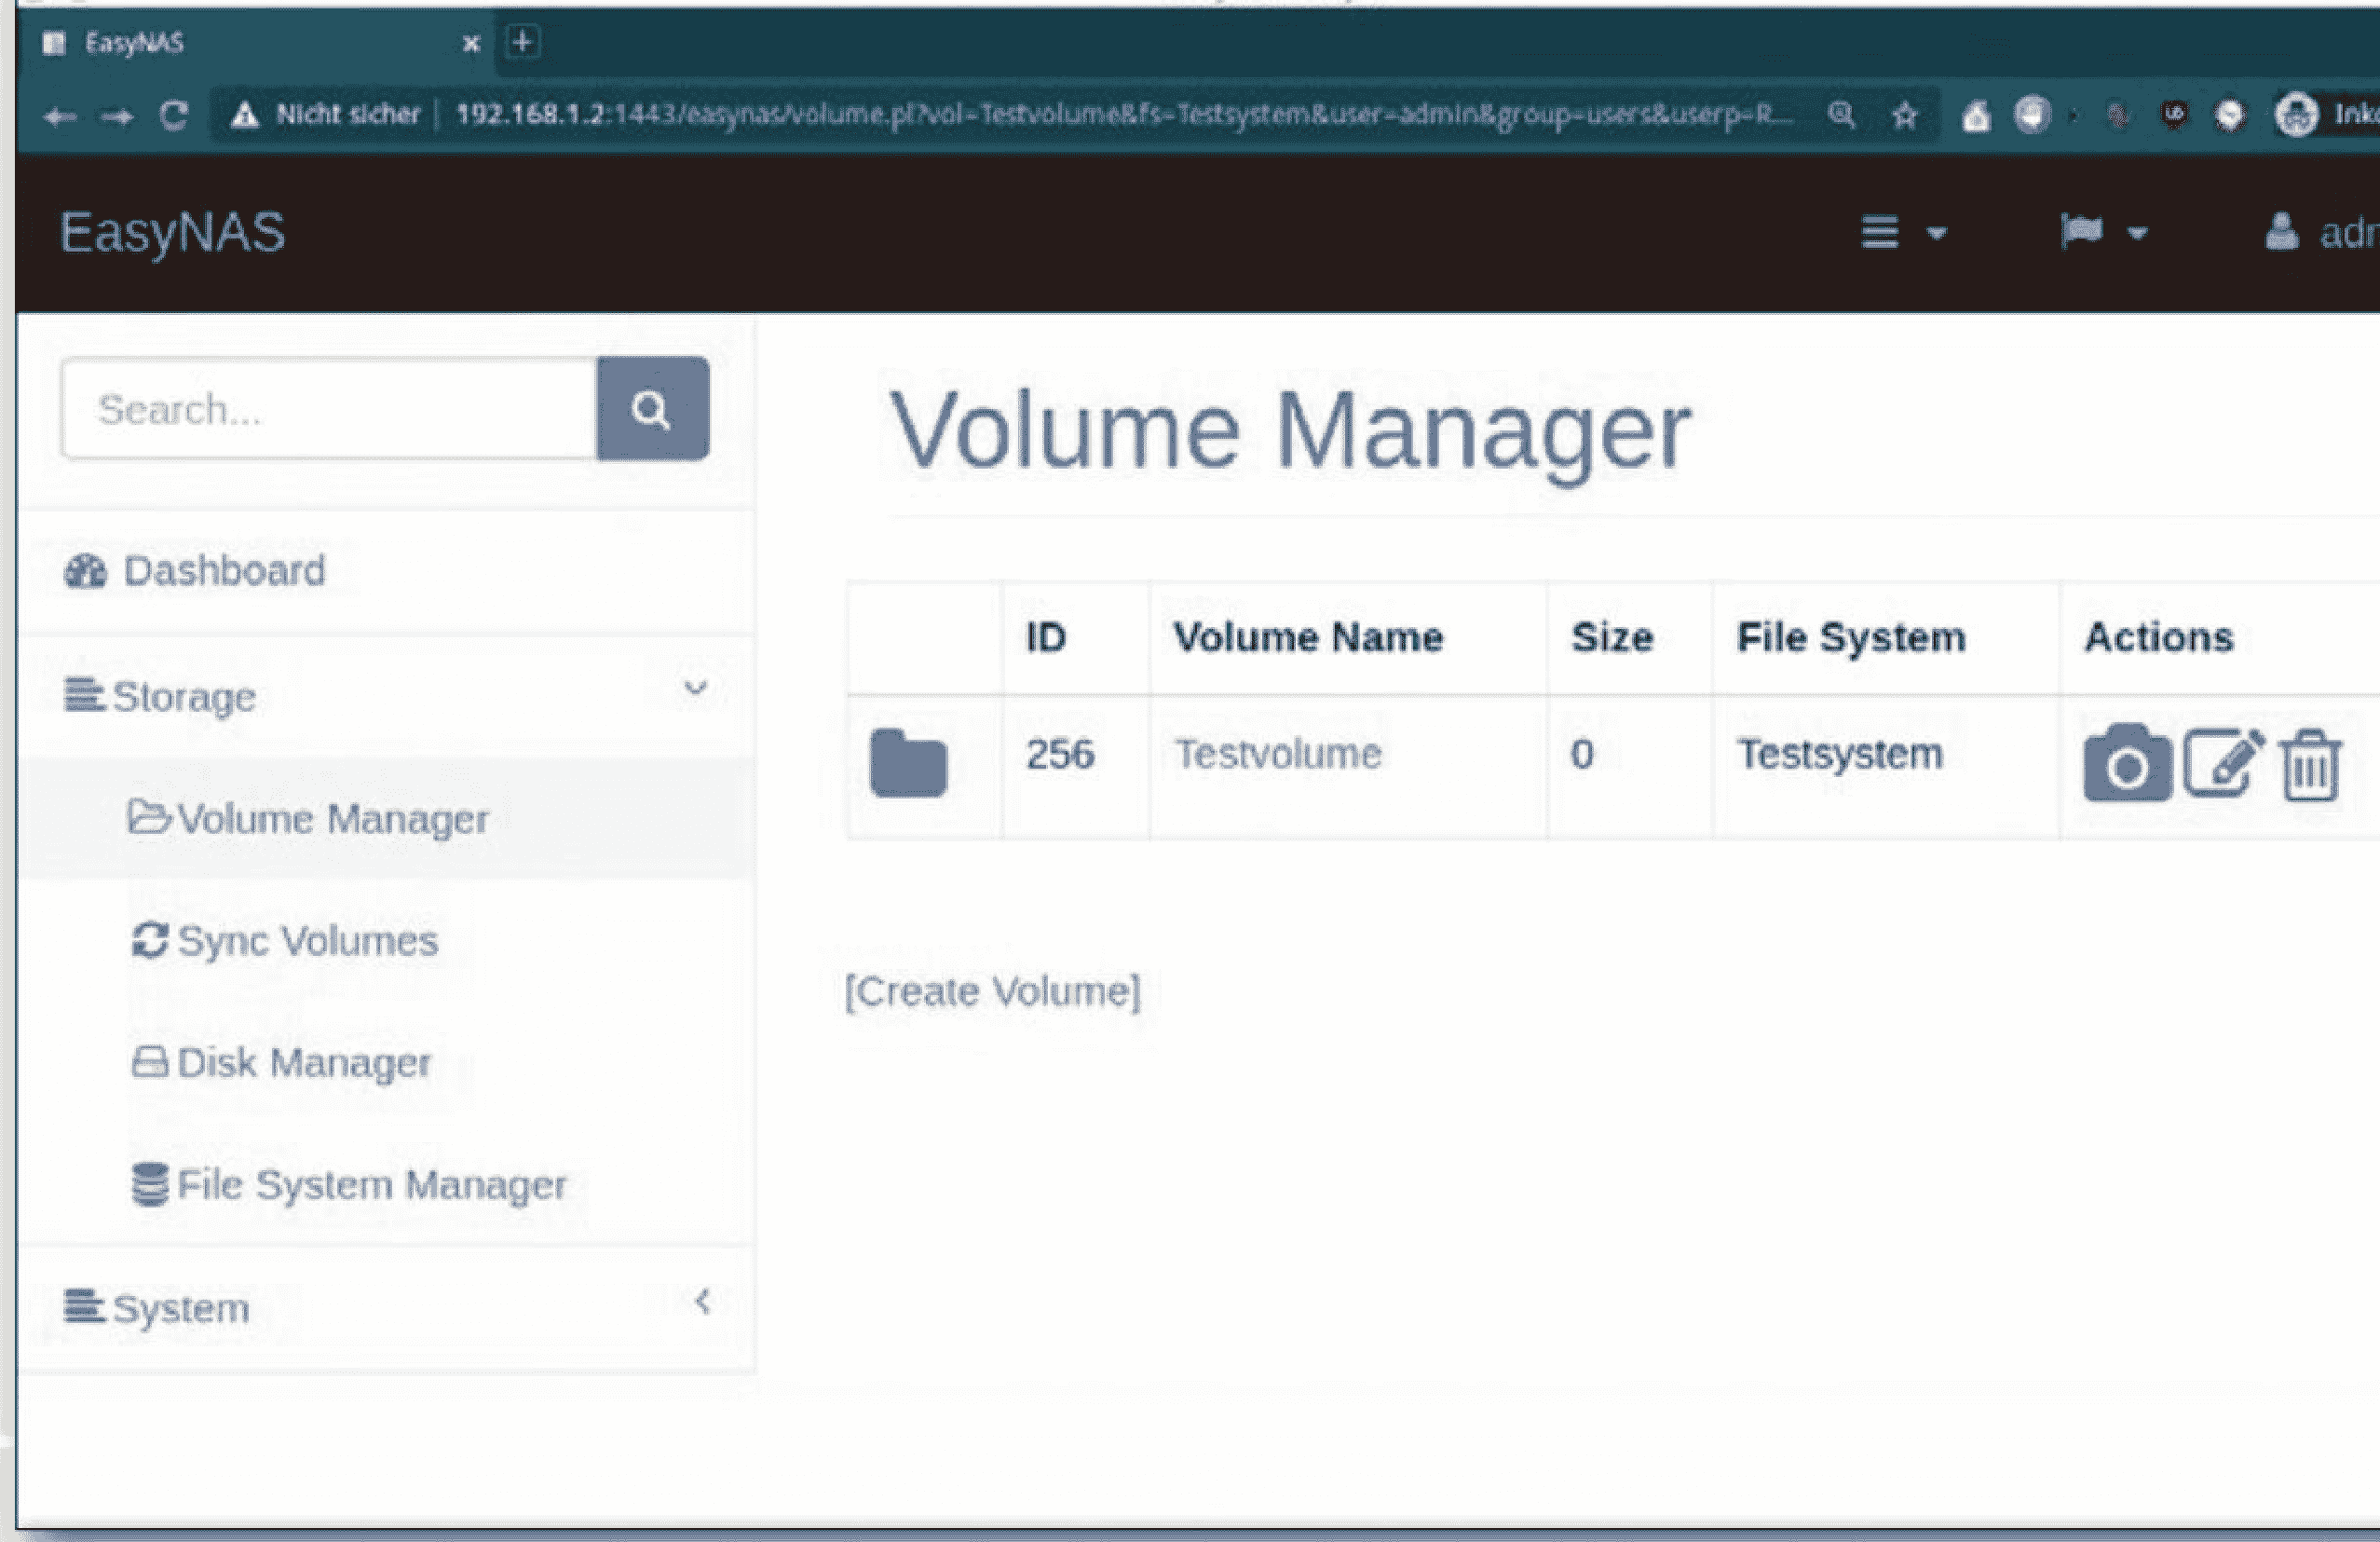 EasyNAS
Nicht sicher 192.168.1.2:1443/easynas/volume.pl?vol=Testvolume&fs=Testsystem&user=admin&group=users&userp=R...
EasyNAS
Search...
Dashboard
Storage
Volume Manager
Sync Volumes
Disk Manager
File System Manager
System
Volume Manager
ID Volume Name Size File System Actions
256 Testvolume 0 Testsystem
[Create Volume]